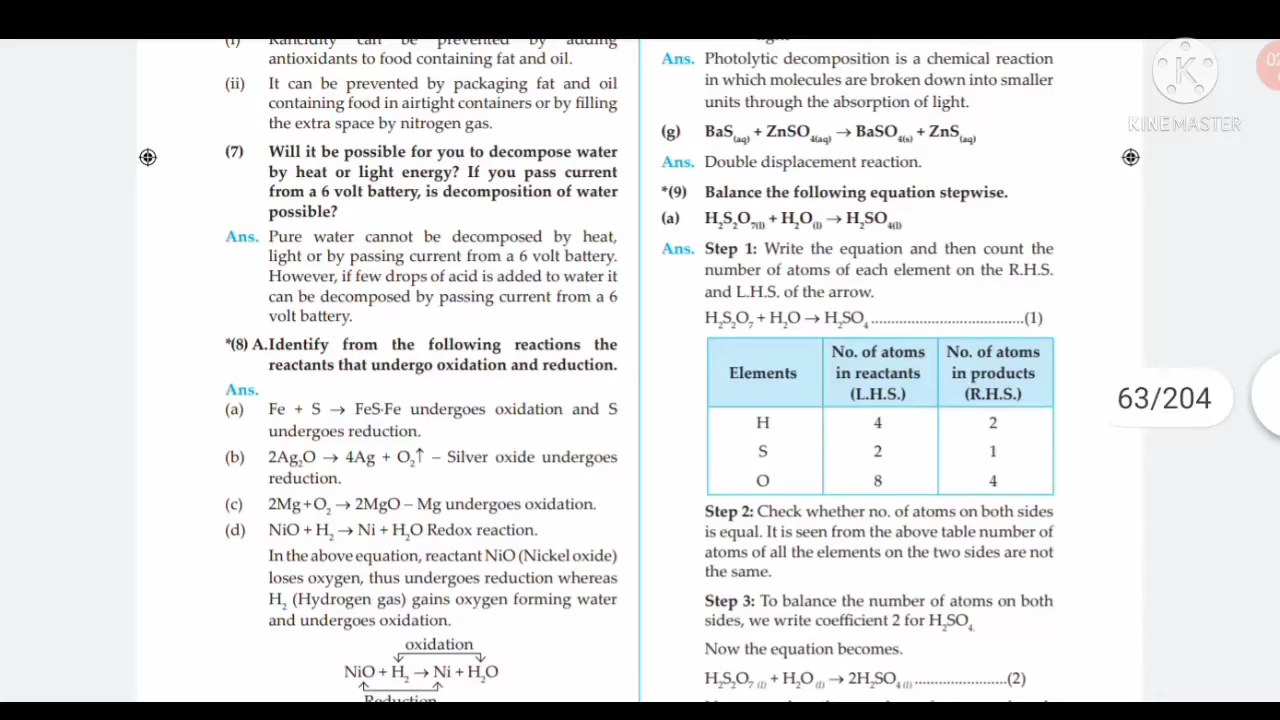 (i) Rancidity can be prevented by adding
antioxidants to food containing fat and oil.
(ii) It can be prevented by packaging fat and oil
containing food in airtight containers or by filling
the extra space by nitrogen gas.
(7) Will it be possible for you to decompose water
by heat or light energy? If you pass current
from a 6 volt battery, is decomposition of water
possible?
Ans. Pure water cannot be decomposed by heat,
light or by passing current from a 6 volt battery.
However, if few drops of acid is added to water it
can be decomposed by passing current from a 6
volt battery.
*(8) A.Identify from the following reactions the
reactants that undergo oxidation and reduction.
Ans.
(a) Fe + S → FeS·Fe undergoes oxidation and S
undergoes reduction.
(b) 2Ag₂O → 4Ag + O₂↑ – Silver oxide undergoes
reduction.
(c) 2Mg+O₂ → 2MgO – Mg undergoes oxidation.
(d) NiO + H₂ → Ni + H₂O Redox reaction.
In the above equation, reactant NiO (Nickel oxide)
loses oxygen, thus undergoes reduction whereas
H₂ (Hydrogen gas) gains oxygen forming water
and undergoes oxidation.
oxidation
NiO + H₂ → Ni + H₂O
Reduction
Ans. Photolytic decomposition is a chemical reaction
in which molecules are broken down into smaller
units through the absorption of light.
(g) BaS(aq) + ZnSO₄(aq) → BaSO₄(s) + ZnS(aq)
Ans. Double displacement reaction.
*(9) Balance the following equation stepwise.
(a) H₂S₂O₇(l) + H₂O(l) → H₂SO₄(l)
Ans. Step 1: Write the equation and then count the
number of atoms of each element on the R.H.S.
and L.H.S. of the arrow.
H₂S₂O₇ + H₂O → H₂SO₄ .....................................(1)
Elements No. of atoms in reactants (L.H.S.) No. of atoms in products (R.H.S.)
H 4 2
S 2 1
O 8 4
Step 2: Check whether no. of atoms on both sides
is equal. It is seen from the above table number of
atoms of all the elements on the two sides are not
the same.
Step 3: To balance the number of atoms on both
sides, we write coefficient 2 for H₂SO₄.
Now the equation becomes.
H₂S₂O₇ (l) + H₂O (l) → 2H₂SO₄ (l) .......................(2)
K
KINEMASTER
02
63/204